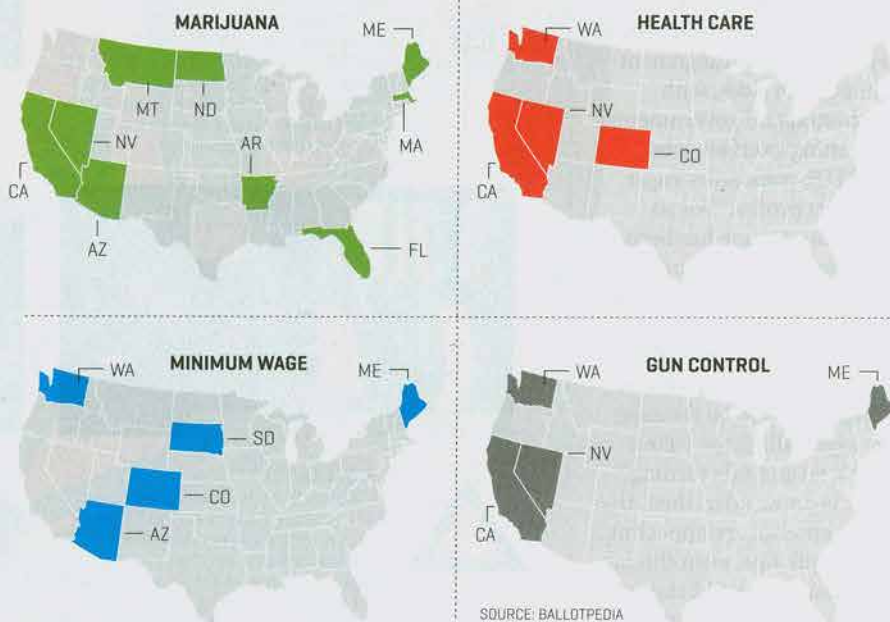 MARIJUANA
ME
MT
ND
NV
AR
MA
CA
AZ
FL
HEALTH CARE
WA
NV
CO
CA
MINIMUM WAGE
WA
ME
SD
CO
AZ
GUN CONTROL
WA
ME
NV
CA
SOURCE: BALLOTPEDIA